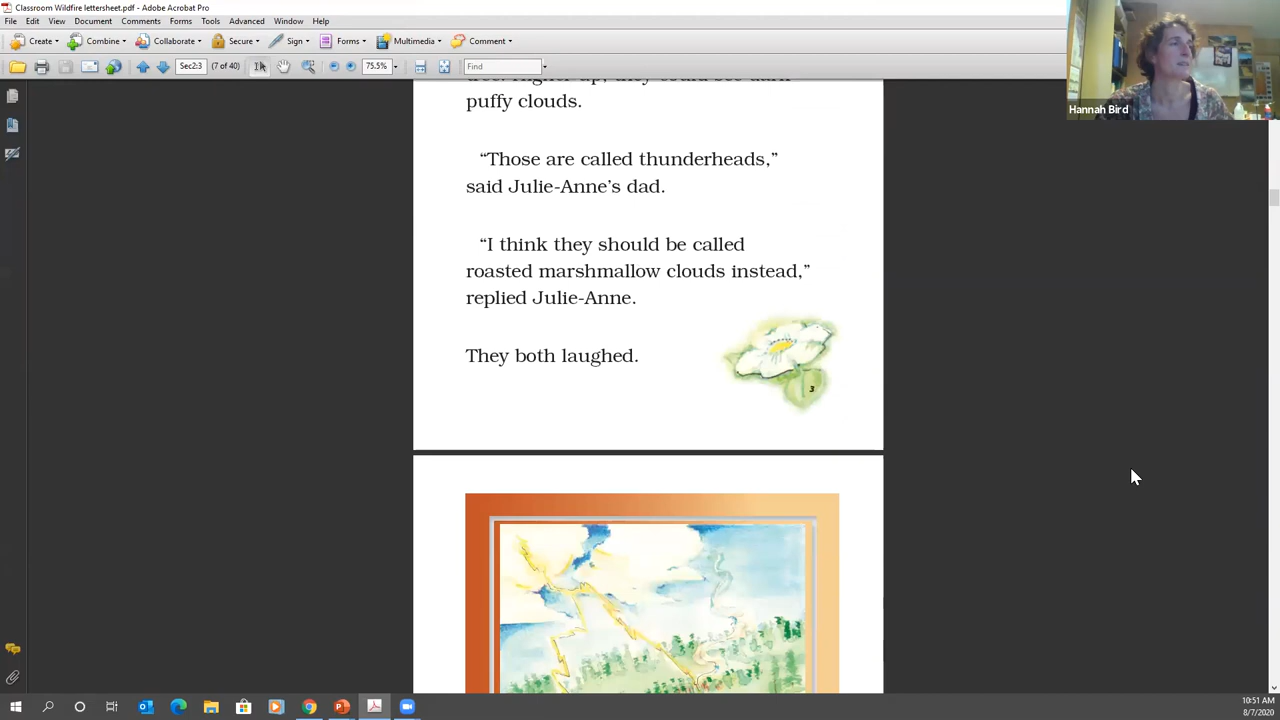 Classroom Wildfire lettersheet.pdf - Adobe Acrobat Pro
File Edit View Document Comments Forms Tools Advanced Window Help
Create Combine Collaborate Secure Sign Forms Multimedia Comment
Sec2:3 (7 of 40) 75.5% Find
Hannah Bird
puffy clouds.
“Those are called thunderheads,”
said Julie-Anne’s dad.
“I think they should be called
roasted marshmallow clouds instead,”
replied Julie-Anne.
They both laughed.
3
10:51 AM
8/7/2020